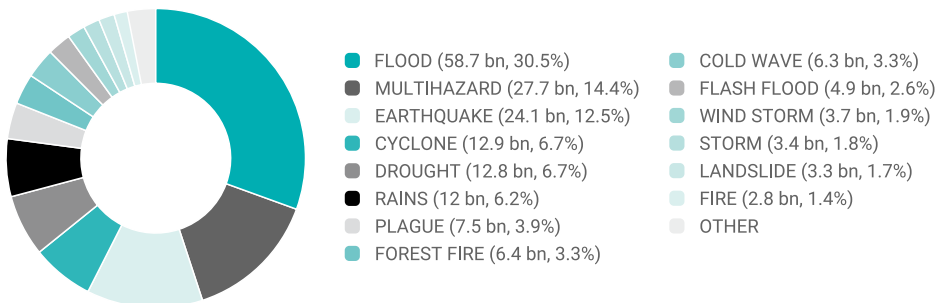 FLOOD (58.7 bn, 30.5%)
MULTIHAZARD (27.7 bn, 14.4%)
EARTHQUAKE (24.1 bn, 12.5%)
CYCLONE (12.9 bn, 6.7%)
DROUGHT (12.8 bn, 6.7%)
RAINS (12 bn, 6.2%)
PLAGUE (7.5 bn, 3.9%)
FOREST FIRE (6.4 bn, 3.3%)
COLD WAVE (6.3 bn, 3.3%)
FLASH FLOOD (4.9 bn, 2.6%)
WIND STORM (3.7 bn, 1.9%)
STORM (3.4 bn, 1.8%)
LANDSLIDE (3.3 bn, 1.7%)
FIRE (2.8 bn, 1.4%)
OTHER